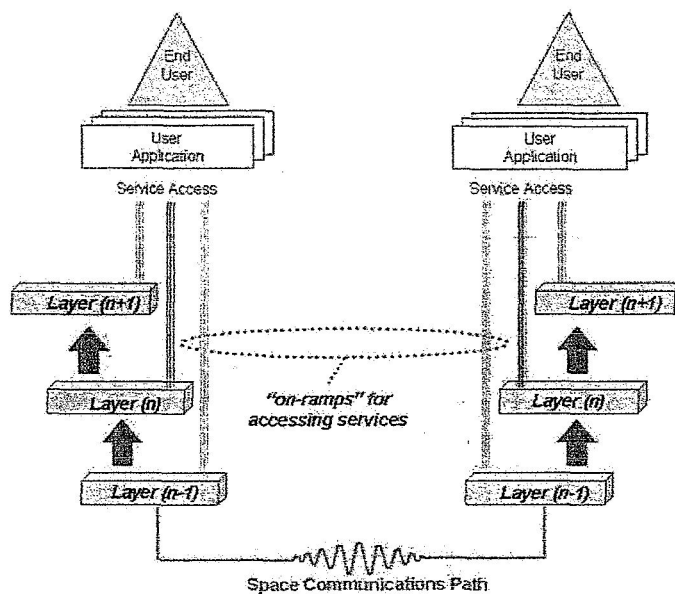 End
User
End
User
User
Application
User
Application
Service Access
Service Access
Layer (n+1)
Layer (n+1)
Layer (n)
Layer (n)
"on-ramps" for
accessing services
Layer (n-1)
Layer (n-1)
Space Communications Path